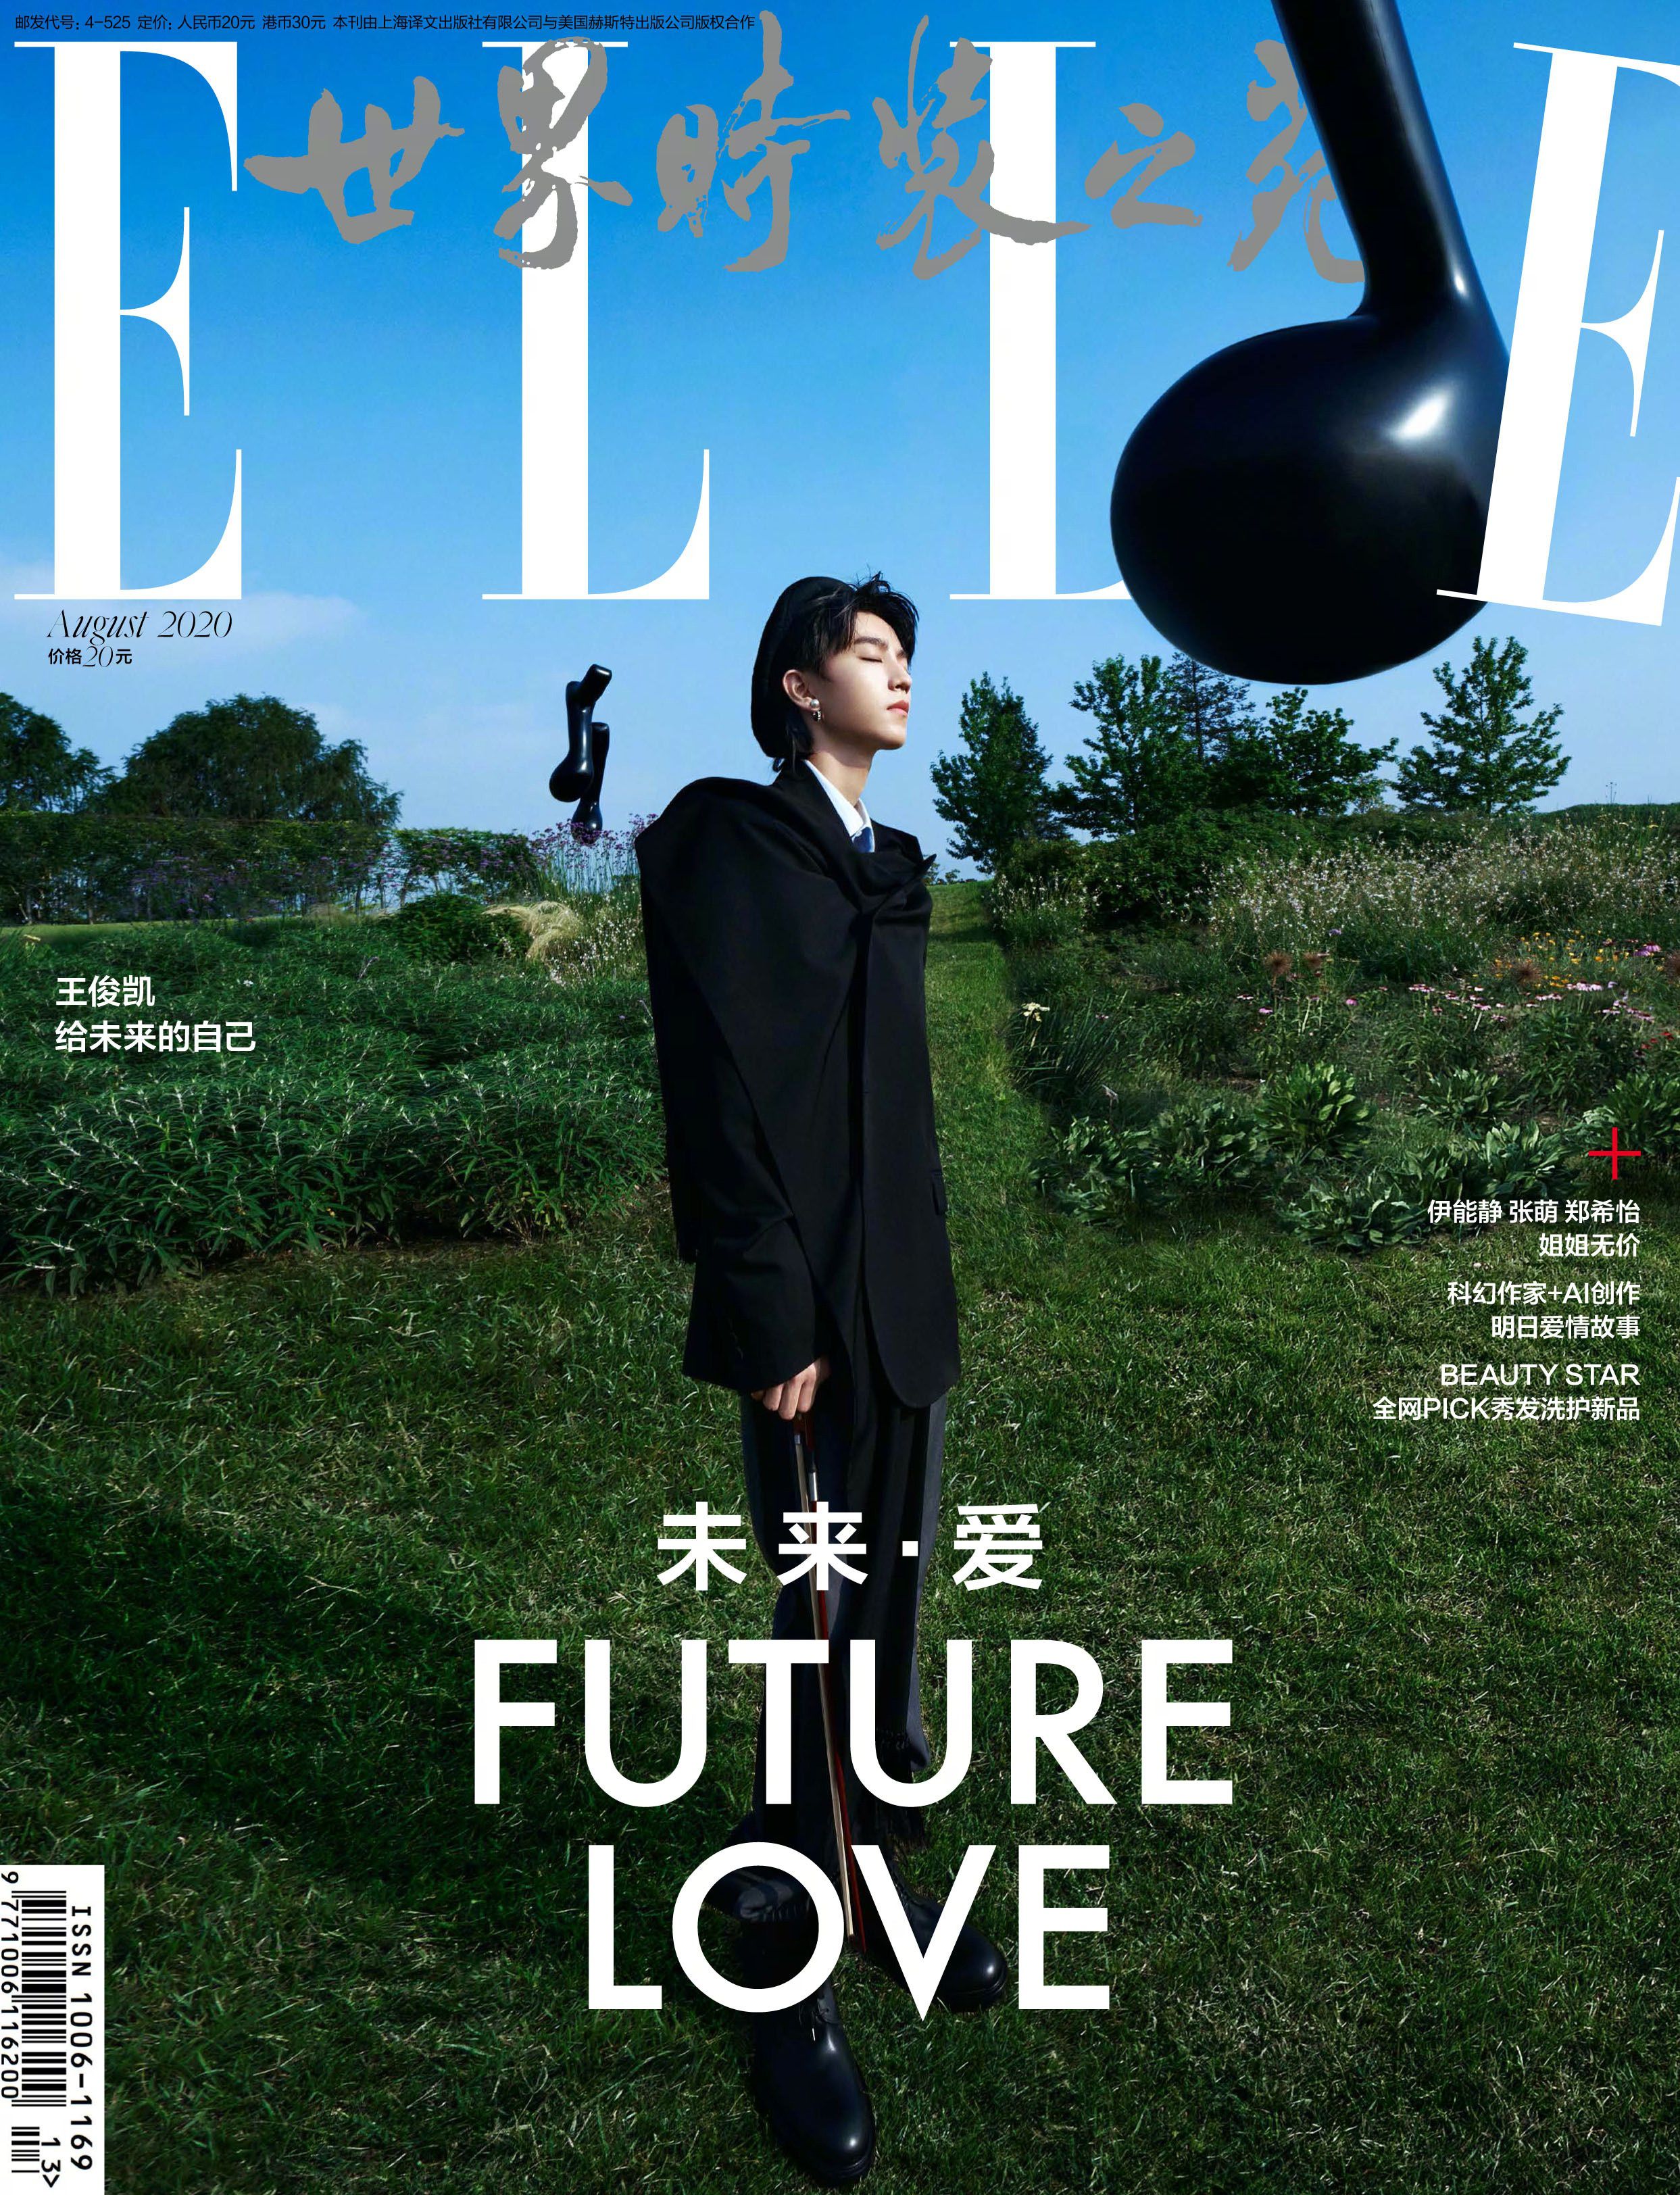 邮发代号: 4-525 定价: 人民币20元 港币30元 本刊由上海译文出版社有限公司与美国赫斯特出版公司版权合作
ELLE
世界時裝之苑
August 2020
价格20元
王俊凯
给未来的自己
伊能静 张萌 郑希怡
姐姐无价
科幻作家+AI创作
明日爱情故事
BEAUTY STAR
全网PICK秀发洗护新品
未来·爱
FUTURE
LOVE
ISSN 1006-1169
9 771006 116200
13>